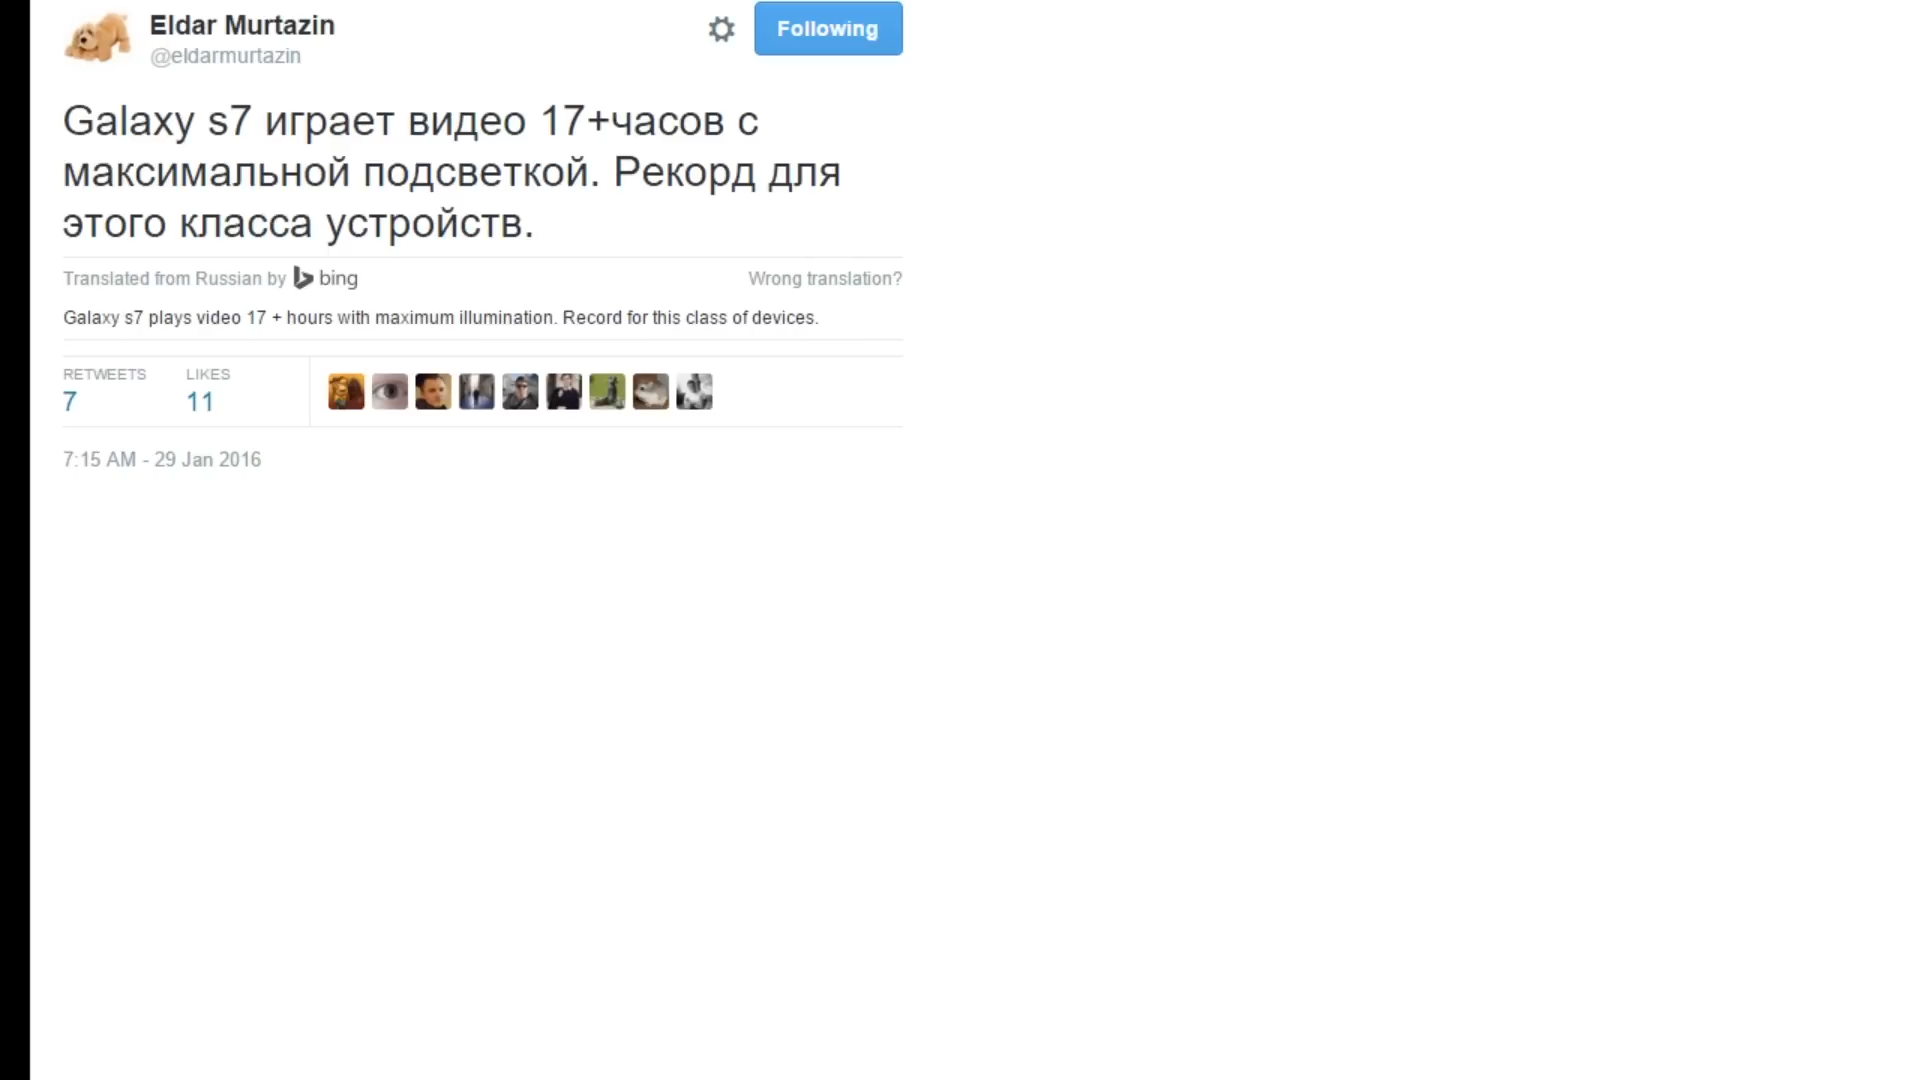 Eldar Murtazin
@eldarmurtazin
Following
Galaxy s7 играет видео 17+часов с
максимальной подсветкой. Рекорд для
этого класса устройств.
Translated from Russian by bing
Wrong translation?
Galaxy s7 plays video 17 + hours with maximum illumination. Record for this class of devices.
RETWEETS
7
LIKES
11
7:15 AM - 29 Jan 2016